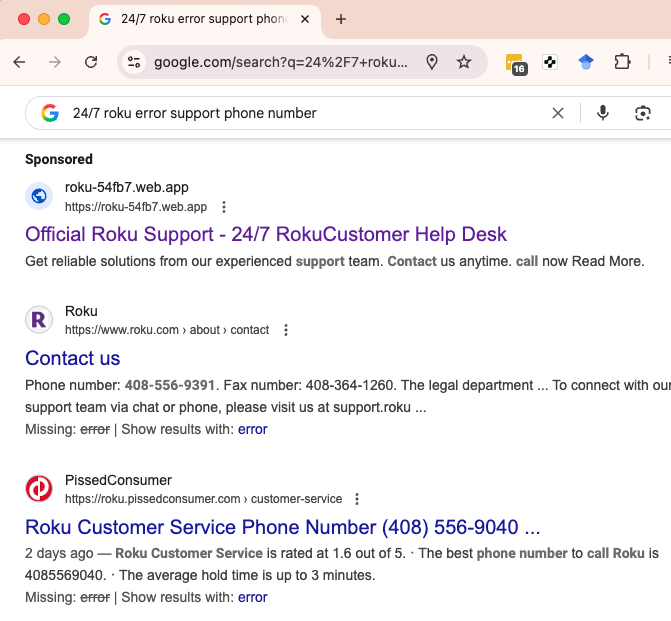 24/7 roku error support phone
google.com/search?q=24%2F7+roku...
16
24/7 roku error support phone number
Sponsored
roku-54fb7.web.app
https://roku-54fb7.web.app
Official Roku Support - 24/7 RokuCustomer Help Desk
Get reliable solutions from our experienced support team. Contact us anytime. call now Read More.
Roku
https://www.roku.com › about › contact
Contact us
Phone number: 408-556-9391. Fax number: 408-364-1260. The legal department ... To connect with our
support team via chat or phone, please visit us at support.roku ...
Missing: error | Show results with: error
PissedConsumer
https://roku.pissedconsumer.com › customer-service
Roku Customer Service Phone Number (408) 556-9040 ...
2 days ago — Roku Customer Service is rated at 1.6 out of 5. · The best phone number to call Roku is
4085569040. · The average hold time is up to 3 minutes.
Missing: error | Show results with: error